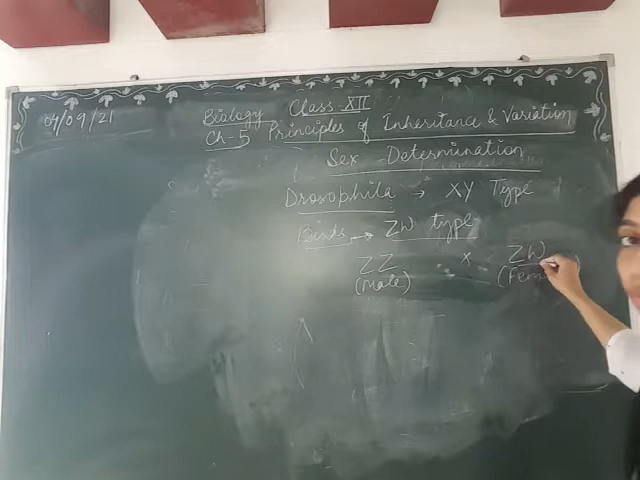 04/09/21
Biology Class-XII
Ch-5 Principles of Inheritance & Variation
Sex Determination
Drosophila → XY Type
Birds → ZW type
ZZ x ZW
(Male) (Fem